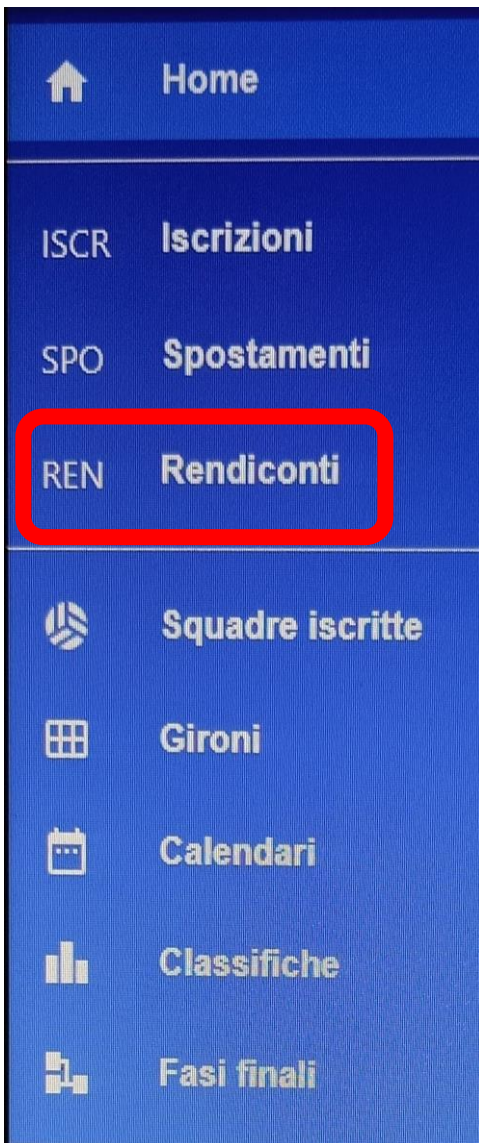 Home
ISCR Iscrizioni
SPO Spostamenti
REN Rendiconti
Squadre iscritte
Gironi
Calendari
Classifiche
Fasi finali